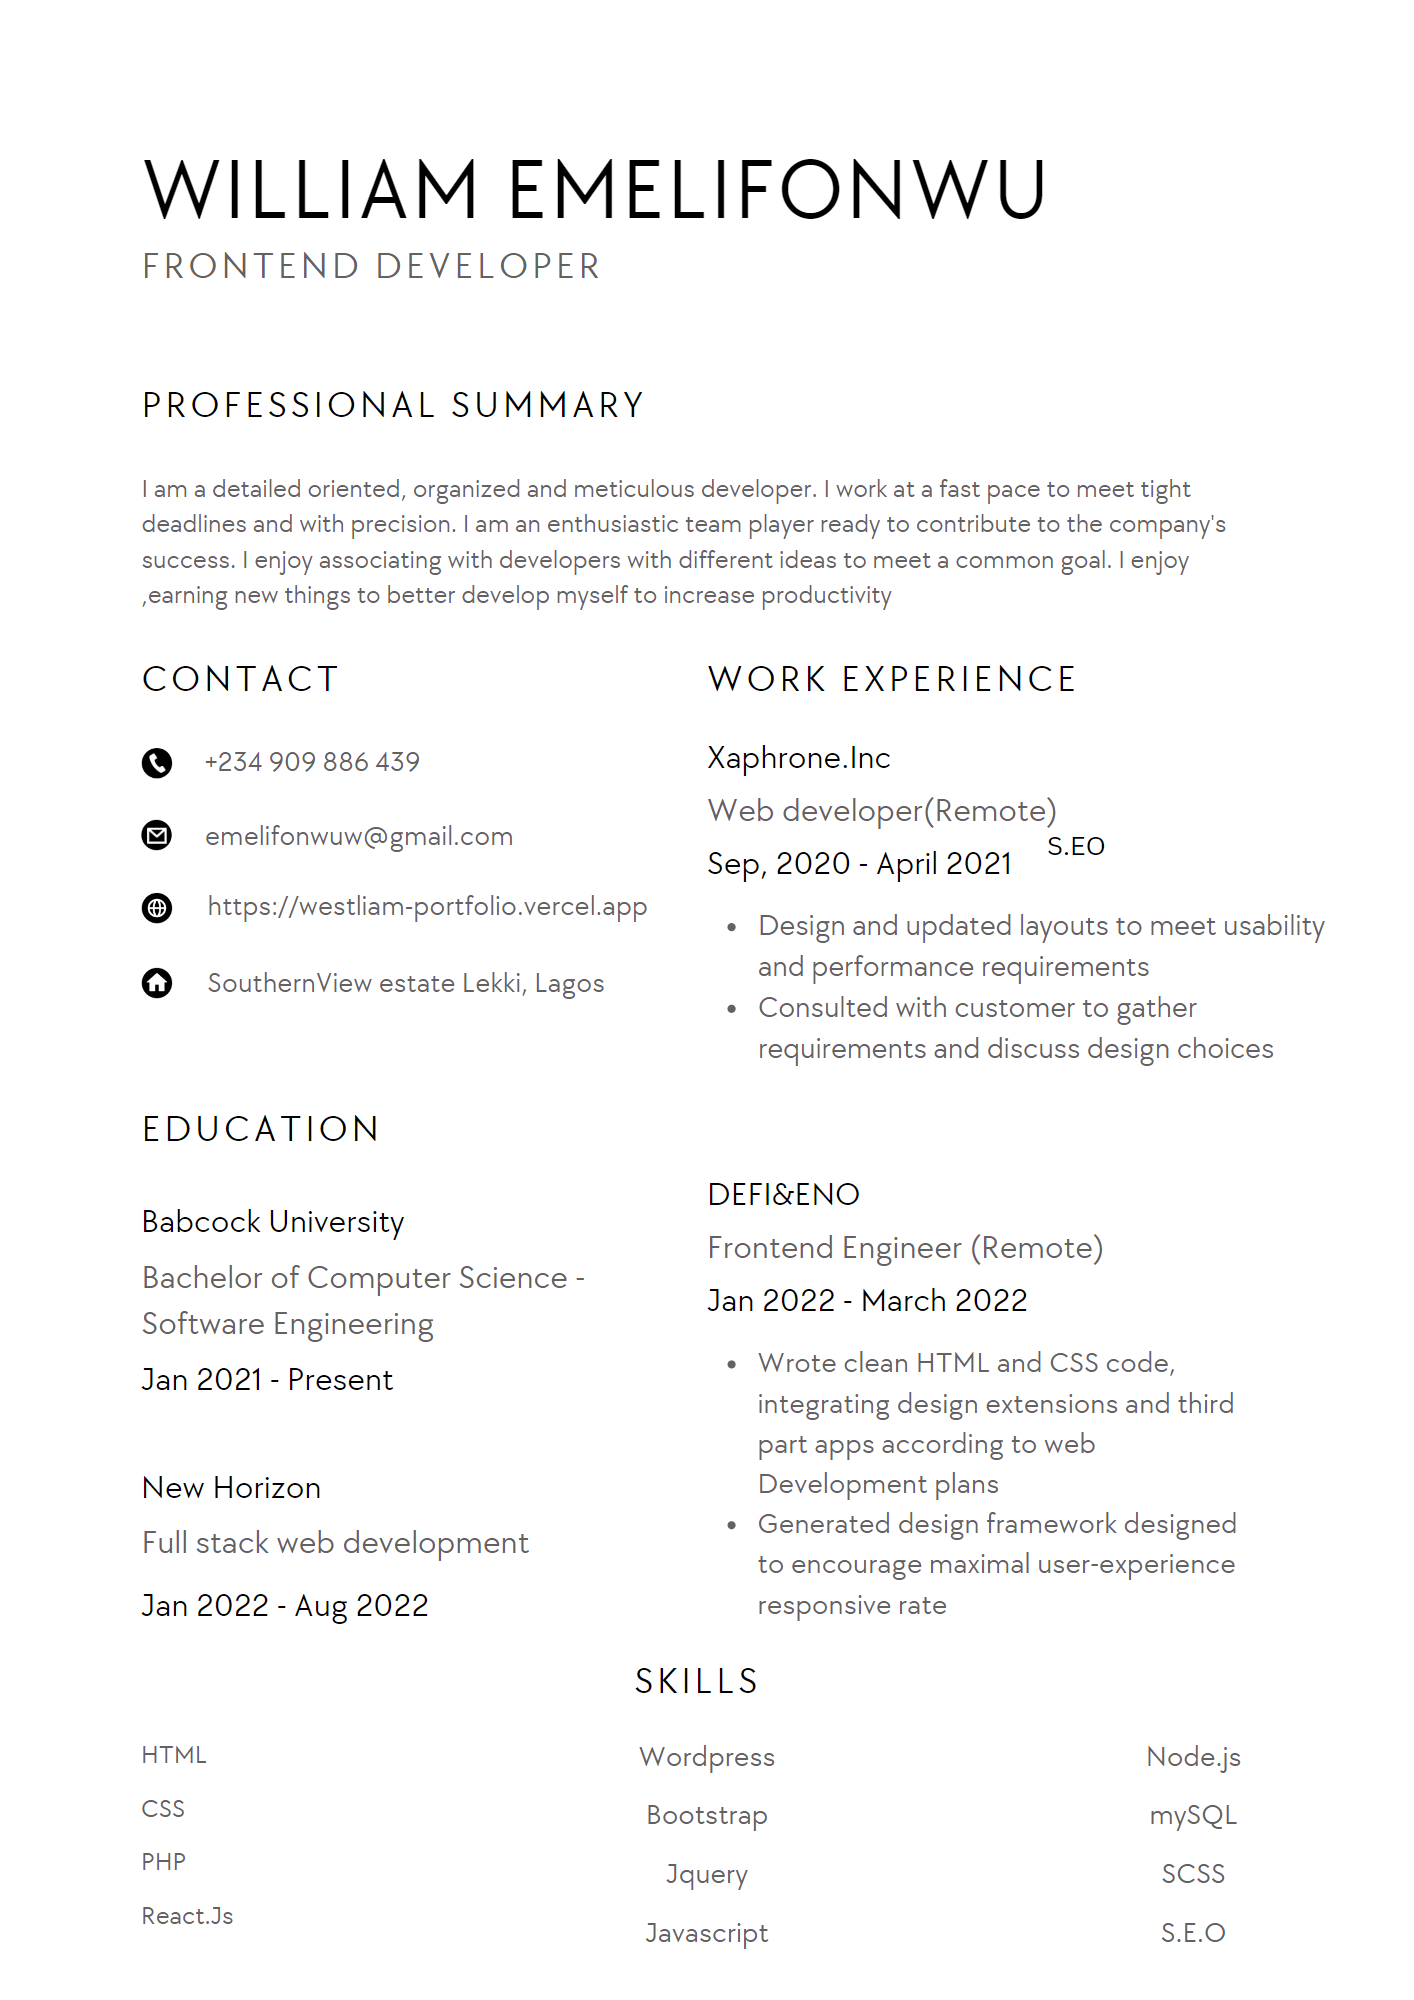 WILLIAM EMELIFONWU
FRONTEND DEVELOPER
PROFESSIONAL SUMMARY
I am a detailed oriented, organized and meticulous developer. I work at a fast pace to meet tight
deadlines and with precision. I am an enthusiastic team player ready to contribute to the company's
success. I enjoy associating with developers with different ideas to meet a common goal. I enjoy
,earning new things to better develop myself to increase productivity
CONTACT
+234 909 886 439
emelifonwuw@gmail.com
https://westliam-portfolio.vercel.app
SouthernView estate Lekki, Lagos
EDUCATION
Babcock University
Bachelor of Computer Science -
Software Engineering
Jan 2021 - Present
New Horizon
Full stack web development
Jan 2022 - Aug 2022
WORK EXPERIENCE
Xaphrone.Inc
Web developer(Remote)
S.EO
Sep, 2020 - April 2021
• Design and updated layouts to meet usability
and performance requirements
• Consulted with customer to gather
requirements and discuss design choices
DEFI&ENO
Frontend Engineer (Remote)
Jan 2022 - March 2022
• Wrote clean HTML and CSS code,
integrating design extensions and third
part apps according to web
Development plans
• Generated design framework designed
to encourage maximal user-experience
responsive rate
SKILLS
HTML
CSS
PHP
React.Js
Wordpress
Bootstrap
Jquery
Javascript
Node.js
mySQL
SCSS
S.E.O